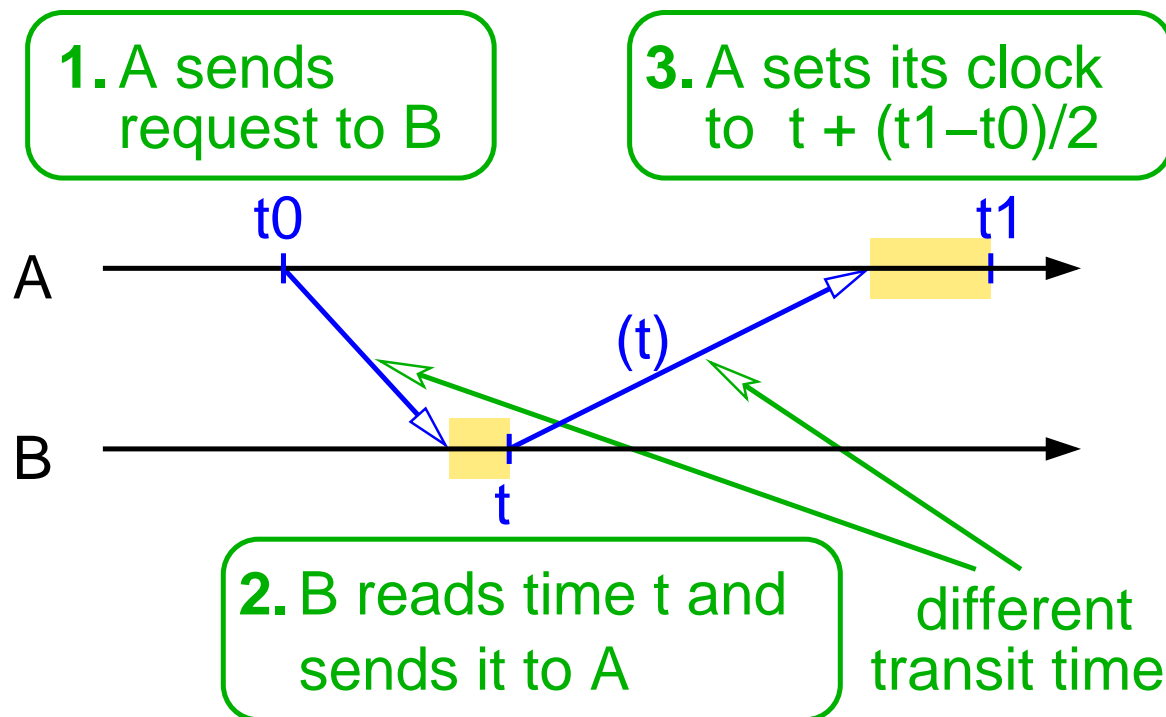 1. A sends
request to B
3. A sets its clock
to t + (t1–t0)/2
t0
t1
A
(t)
B
t
2. B reads time t and
sends it to A
different
transit time